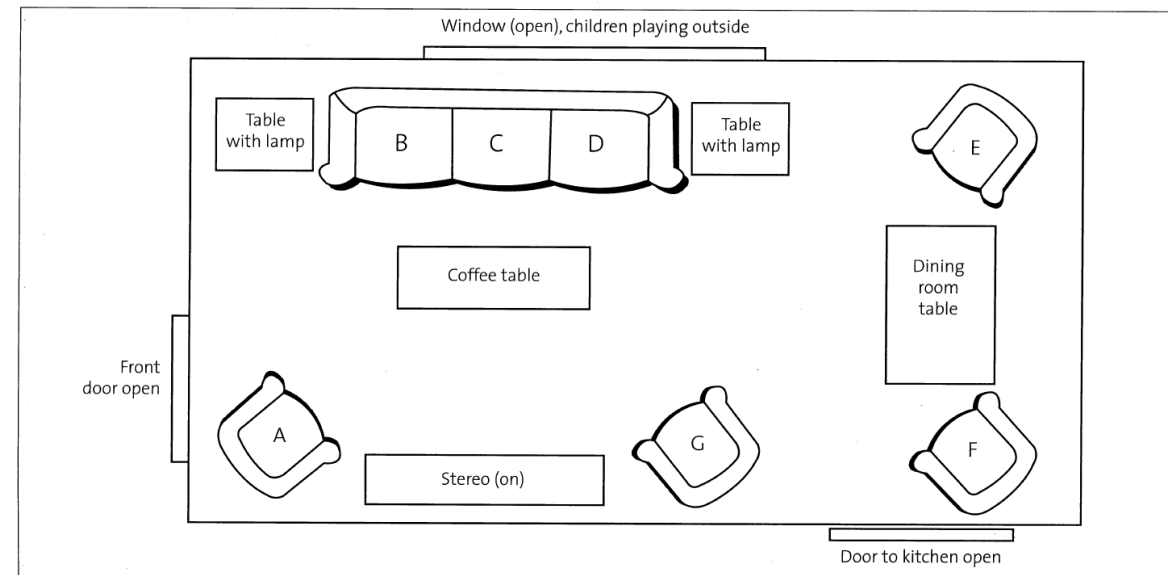 Window (open), children playing outside
Table
with lamp
B
C
D
Table
with lamp
E
Coffee table
Dining
room
table
Front
door open
A
Stereo (on)
G
F
Door to kitchen open